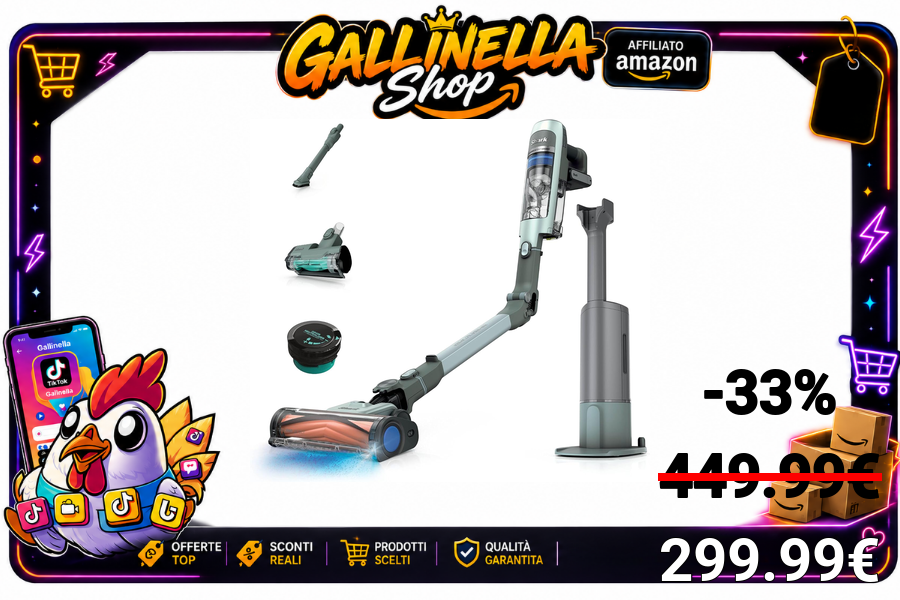 GALLINELLA
Shop
AFFILIATO
amazon
Gallinella
TikTok
Gallinella
-33%
449.99€
299.99€
OFFERTE
TOP
SCONTI
REALI
PRODOTTI
SCELTI
QUALITÀ
GARANTITA